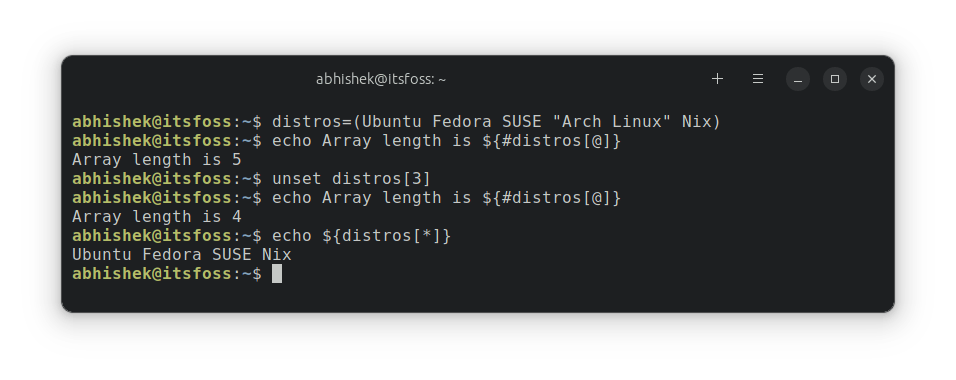 abhishek@Itsfoss: ~
abhishek@itsfoss:~$ distros=(Ubuntu Fedora SUSE "Arch Linux" Nix)
abhishek@itsfoss:~$ echo Array length is ${#distros[@]}
Array length is 5
abhishek@itsfoss:~$ unset distros[3]
abhishek@itsfoss:~$ echo Array length is ${#distros[@]}
Array length is 4
abhishek@itsfoss:~$ echo ${distros[*]}
Ubuntu Fedora SUSE Nix
abhishek@itsfoss:~$